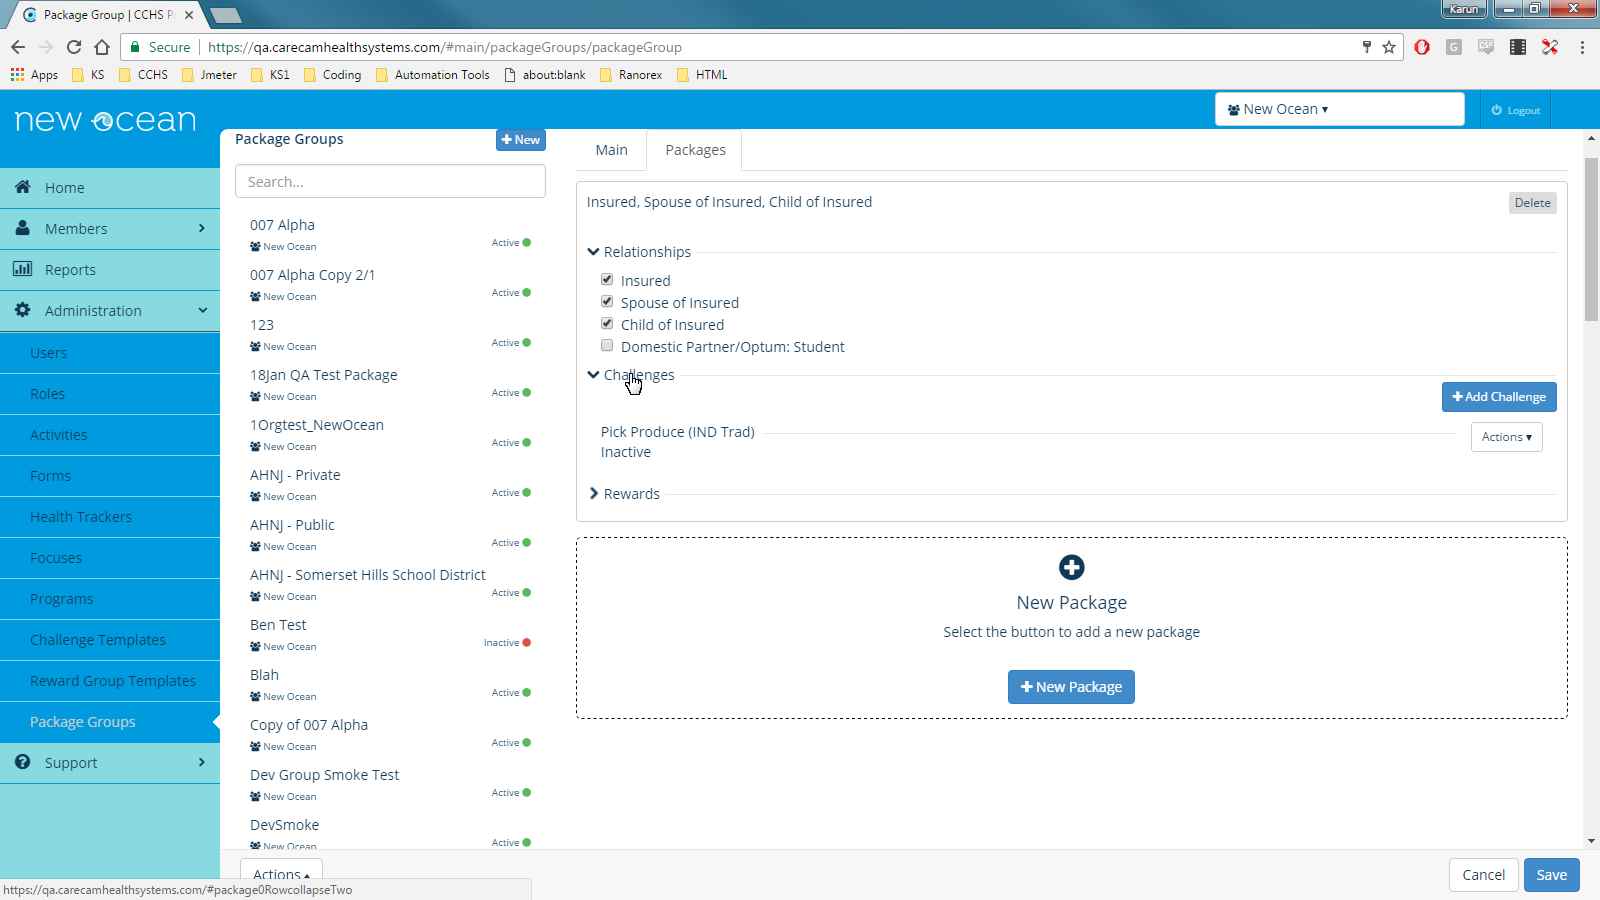 Package Group | CCHS P
Karun
Secure
https://qa.carecamhealthsystems.com/#main/packageGroups/packageGroup
Apps
KS
CCHS
Jmeter
KS1
Coding
Automation Tools
about:blank
Ranorex
HTML
new ocean
New Ocean
Logout
Home
Members
Reports
Administration
Users
Roles
Activities
Forms
Health Trackers
Focuses
Programs
Challenge Templates
Reward Group Templates
Package Groups
Support
Package Groups
New
Search...
007 Alpha
New Ocean
Active
007 Alpha Copy 2/1
New Ocean
Active
123
New Ocean
Active
18Jan QA Test Package
New Ocean
Active
1Orgtest_NewOcean
New Ocean
Active
AHNJ - Private
New Ocean
Active
AHNJ - Public
New Ocean
Active
AHNJ - Somerset Hills School District
New Ocean
Active
Ben Test
New Ocean
Inactive
Blah
New Ocean
Active
Copy of 007 Alpha
New Ocean
Active
Dev Group Smoke Test
New Ocean
Active
DevSmoke
New Ocean
Active
Main
Packages
Insured, Spouse of Insured, Child of Insured
Delete
Relationships
Insured
Spouse of Insured
Child of Insured
Domestic Partner/Optum: Student
Challenges
Add Challenge
Pick Produce (IND Trad)
Inactive
Actions
Rewards
New Package
Select the button to add a new package
New Package
Actions
Cancel
Save
https://qa.carecamhealthsystems.com/#package0RowcollapseTwo